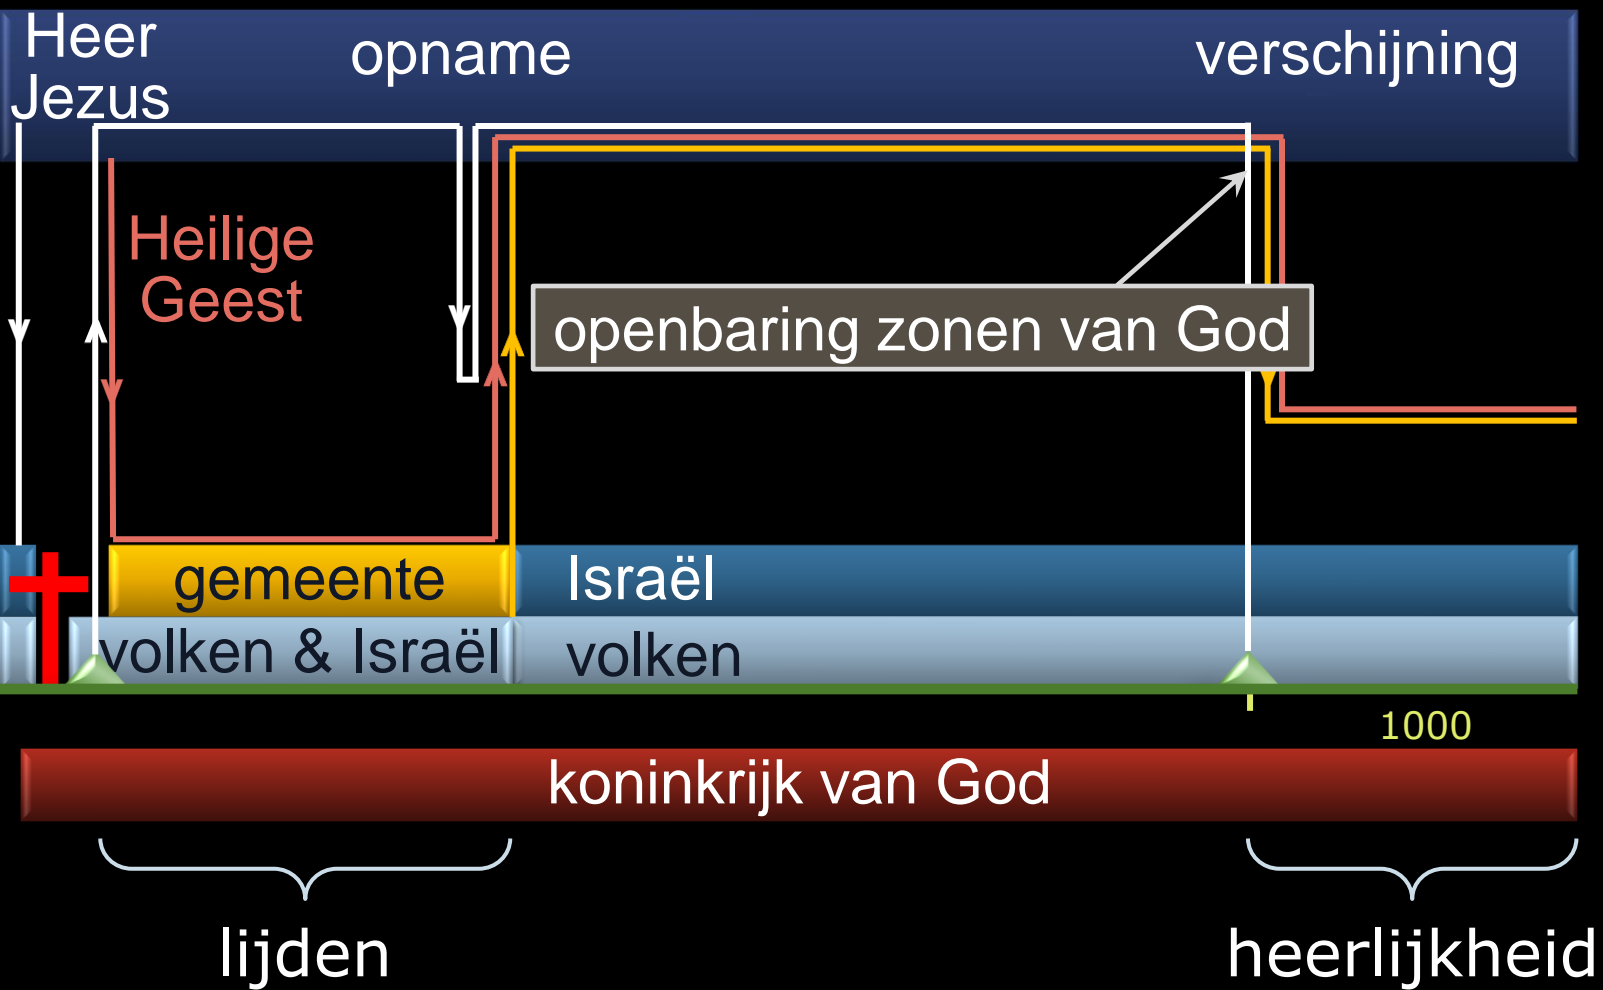 Heer
Jezus
opname
verschijning
Heilige
Geest
openbaring zonen van God
gemeente
Israël
volken & Israël
volken
1000
koninkrijk van God
lijden
heerlijkheid